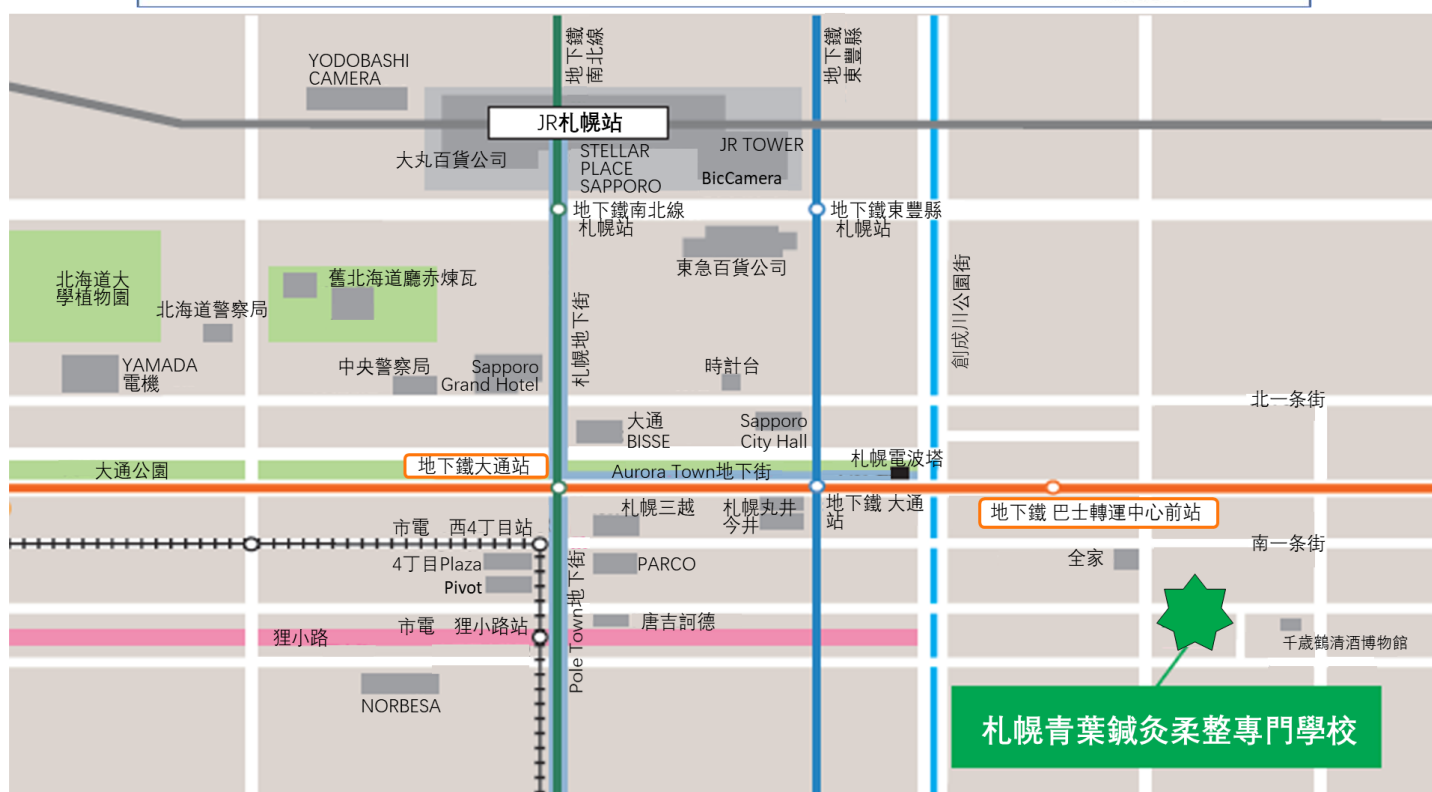 地下鐵
南北線
地下鐵
東豐縣
YODOBASHI
CAMERA
JR札幌站
大丸百貨公司
STELLAR
PLACE
SAPPORO
JR TOWER
BicCamera
地下鐵南北線
札幌站
地下鐵東豐縣
札幌站
東急百貨公司
北海道大
學植物園
舊北海道廳赤煉瓦
北海道警察局
札幌地下街
創成川公園街
YAMADA
電機
中央警察局
Sapporo
Grand Hotel
時計台
北一条街
大通
BISSE
Sapporo
City Hall
大通公園
地下鐵大通站
Aurora Town地下街
札幌電波塔
札幌三越
札幌丸井
今井
地下鐵 大通
站
地下鐵 巴士轉運中心前站
市電 西4丁目站
南一条街
4丁目Plaza
PARCO
全家
Pivot
Pole Town地下街
唐吉訶德
市電 狸小路站
狸小路
千歲鶴清酒博物館
NORBESA
札幌青葉鍼灸柔整專門學校